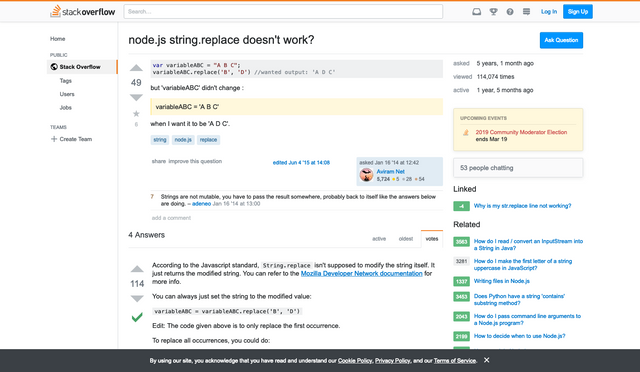 stackoverflow
Search...
Log In
Sign Up
Home
PUBLIC
Stack Overflow
Tags
Users
Jobs
TEAMS
Create Team
node.js string.replace doesn't work?
Ask Question
49
6
var variableABC = "A B C";
variableABC.replace('B', 'D') //wanted output: 'A D C'
but 'variableABC' didn't change :
variableABC = 'A B C'
when I want it to be 'A D C'.
string node.js replace
share improve this question
edited Jun 4 '15 at 14:08
asked Jan 16 '14 at 12:42
Aviram Net
5,724 5 28 54
7 Strings are not mutable, you have to pass the result somewhere, probably back to itself like the answers below
are doing. – adeneo Jan 16 '14 at 13:00
add a comment
4 Answers
active oldest votes
114
According to the Javascript standard, String.replace isn't supposed to modify the string itself. It
just returns the modified string. You can refer to the Mozilla Developer Network documentation for
more info.
You can always just set the string to the modified value:
variableABC = variableABC.replace('B', 'D')
Edit: The code given above is to only replace the first occurrence.
To replace all occurrences, you could do:
asked 5 years, 1 month ago
viewed 114,074 times
active 1 year, 5 months ago
UPCOMING EVENTS
2019 Community Moderator Election
ends Mar 19
53 people chatting
Linked
-4 Why is my str.replace line not working?
Related
3563 How do I read / convert an InputStream into
a String in Java?
3281 How do I make the first letter of a string
uppercase in JavaScript?
1337 Writing files in Node.js
3453 Does Python have a string 'contains'
substring method?
2043 How do I pass command line arguments to
a Node.js program?
2199 How to decide when to use Node.js?
By using our site, you acknowledge that you have read and understand our Cookie Policy, Privacy Policy, and our Terms of Service.